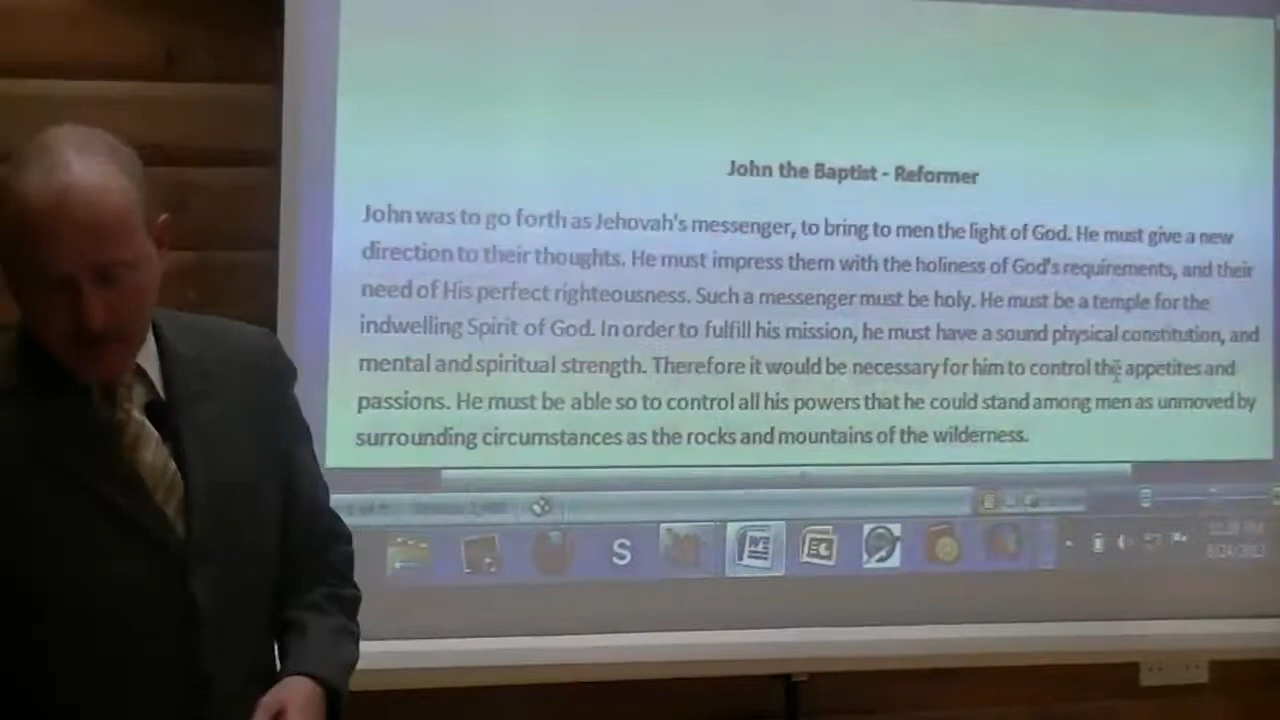 John the Baptist - Reformer
John was to go forth as Jehovah's messenger, to bring to men the light of God. He must give a new
direction to their thoughts. He must impress them with the holiness of God's requirements, and their
need of His perfect righteousness. Such a messenger must be holy. He must be a temple for the
indwelling Spirit of God. In order to fulfill his mission, he must have a sound physical constitution, and
mental and spiritual strength. Therefore it would be necessary for him to control the appetites and
passions. He must be able so to control all his powers that he could stand among men as unmoved by
surrounding circumstances as the rocks and mountains of the wilderness.
S